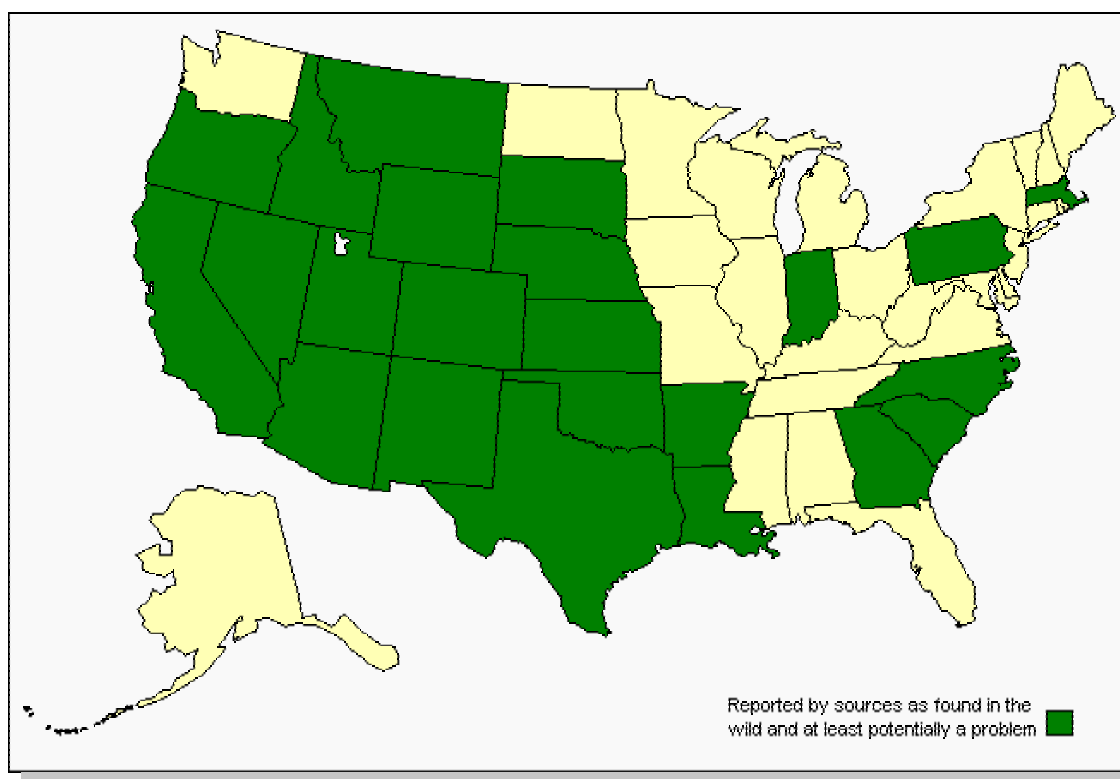 Reported by sources as found in the
wild and at least potentially a problem